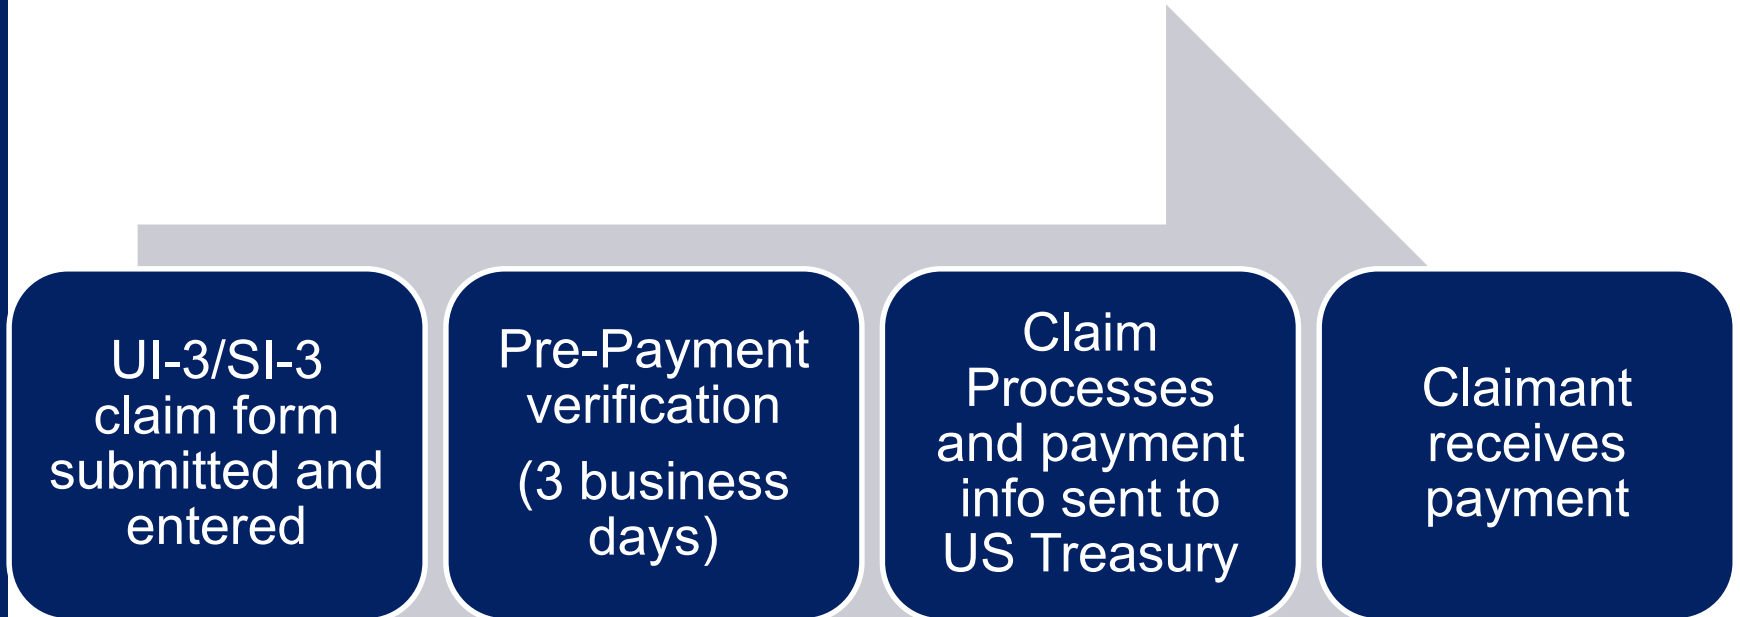 UI-3/SI-3
claim form
submitted and
entered
Pre-Payment
verification
(3 business
days)
Claim
Processes
and payment
info sent to
US Treasury
Claimant
receives
payment